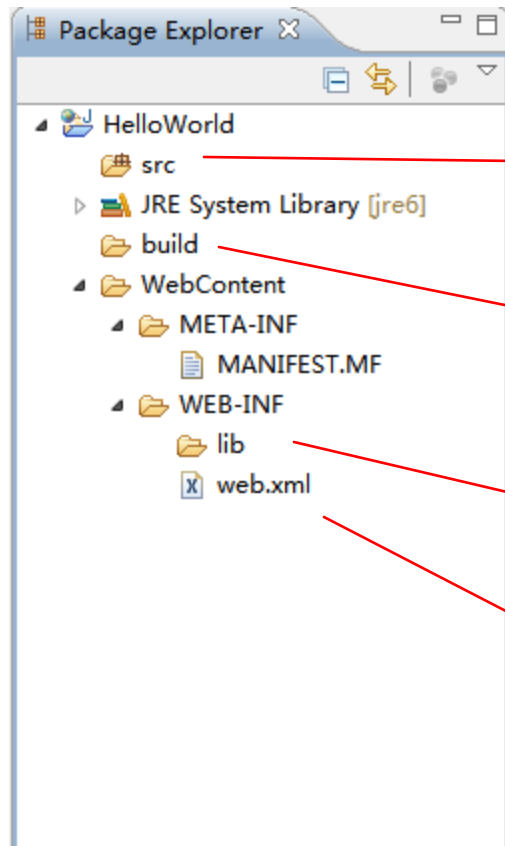 Package Explorer
HelloWorld
src
JRE System Library [jre6]
build
WebContent
META-INF
MANIFEST.MF
WEB-INF
lib
web.xml